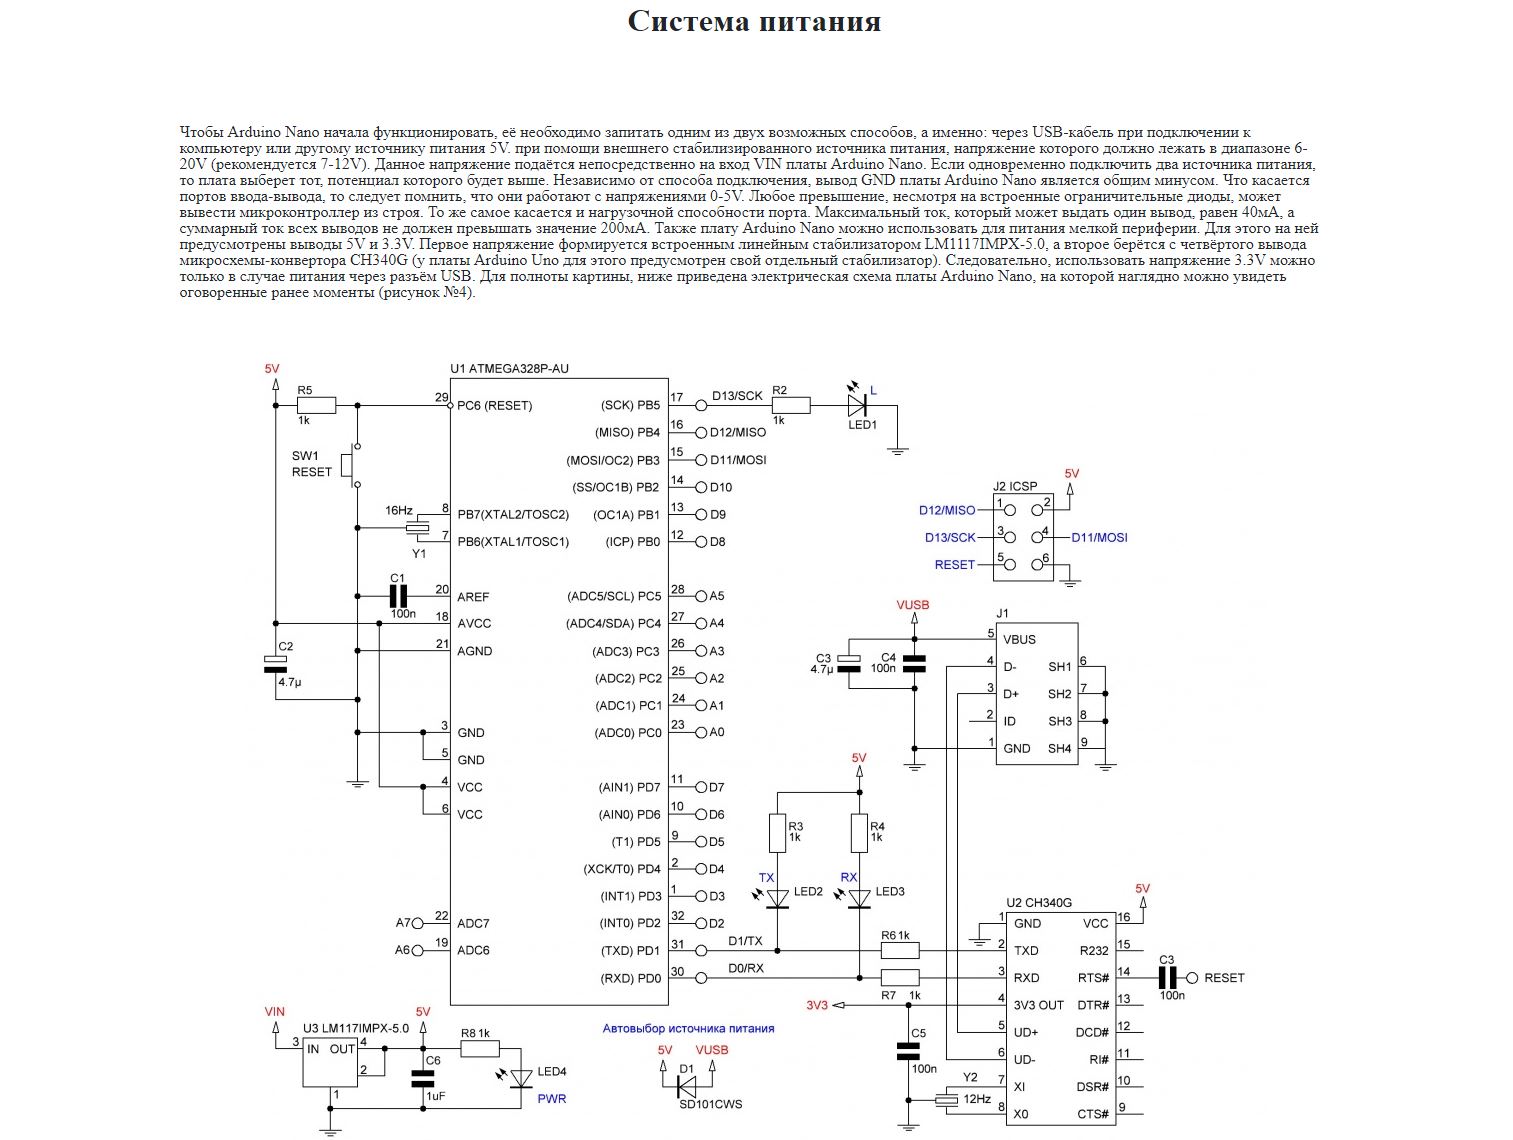 Система питания
Чтобы Arduino Nano начала функционировать, её необходимо запитать одним из двух возможных способов, а именно: через USB-кабель при подключении к
компьютеру или другому источнику питания 5V. при помощи внешнего стабилизированного источника питания, напряжение которого должно лежать в диапазоне 6-
20V (рекомендуется 7-12V). Данное напряжение подаётся непосредственно на вход VIN платы Arduino Nano. Если одновременно подключить два источника питания,
то плата выберет тот, потенциал которого будет выше. Независимо от способа подключения, вывод GND платы Arduino Nano является общим минусом. Что касается
портов ввода-вывода, то следует помнить, что они работают с напряжениями 0-5V. Любое превышение, несмотря на встроенные ограничительные диоды, может
вывести микроконтроллер из строя. То же самое касается и нагрузочной способности порта. Максимальный ток, который может выдать один вывод, равен 40мА, а
суммарный ток всех выводов не должен превышать значение 200мА. Также плату Arduino Nano можно использовать для питания мелкой периферии. Для этого на ней
предусмотрены выводы 5V и 3.3V. Первое напряжение формируется встроенным линейным стабилизатором LM1117IMPX-5.0, а второе берётся с четвёртого вывода
микросхемы-конвертора CH340G (у платы Arduino Uno для этого предусмотрен свой отдельный стабилизатор). Следовательно, использовать напряжение 3.3V можно
только в случае питания через разъём USB. Для полноты картины, ниже приведена электрическая схема платы Arduino Nano, на которой наглядно можно увидеть
оговоренные ранее моменты (рисунок №4).
5V
R5
1k
SW1
RESET
16Hz
Y1
C1
100n
C2
4.7µ
U1 ATMEGA328P-AU
29 PC6 (RESET)
8 PB7(XTAL2/TOSC2)
7 PB6(XTAL1/TOSC1)
20 AREF
18 AVCC
21 AGND
3 GND
5 GND
4 VCC
6 VCC
A7 22 ADC7
A6 19 ADC6
(SCK) PB5 17 D13/SCK
(MISO) PB4 16 D12/MISO
(MOSI/OC2) PB3 15 D11/MOSI
(SS/OC1B) PB2 14 D10
(OC1A) PB1 13 D9
(ICP) PB0 12 D8
(ADC5/SCL) PC5 28 A5
(ADC4/SDA) PC4 27 A4
(ADC3) PC3 26 A3
(ADC2) PC2 25 A2
(ADC1) PC1 24 A1
(ADC0) PC0 23 A0
(AIN1) PD7 11 D7
(AIN0) PD6 10 D6
(T1) PD5 9 D5
(XCK/T0) PD4 2 D4
(INT1) PD3 1 D3
(INT0) PD2 32 D2
(TXD) PD1 31 D1/TX
(RXD) PD0 30 D0/RX
R2
1k
L
LED1
J2 ICSP
5V
D12/MISO 1 2
D13/SCK 3 4 D11/MOSI
RESET 5 6
VUSB
C3
4.7µ
C4
100n
J1
5 VBUS
4 D- SH1 6
3 D+ SH2 7
2 ID SH3 8
1 GND SH4 9
5V
R3
1k
R4
1k
TX
LED2
RX
LED3
R6 1k
R7 1k
3V3
C5
100n
Y2
12Hz
U2 CH340G
5V
1 GND VCC 16
2 TXD R232 15
3 RXD RTS# 14
4 3V3 OUT DTR# 13
5 UD+ DCD# 12
6 UD- RI# 11
7 XI DSR# 10
8 X0 CTS# 9
C3
100n
RESET
VIN
U3 LM117IMPX-5.0
3 IN OUT 4
2
1
5V
C6
1uF
R8 1k
LED4
PWR
Автовыбор источника питания
5V
VUSB
D1
SD101CWS